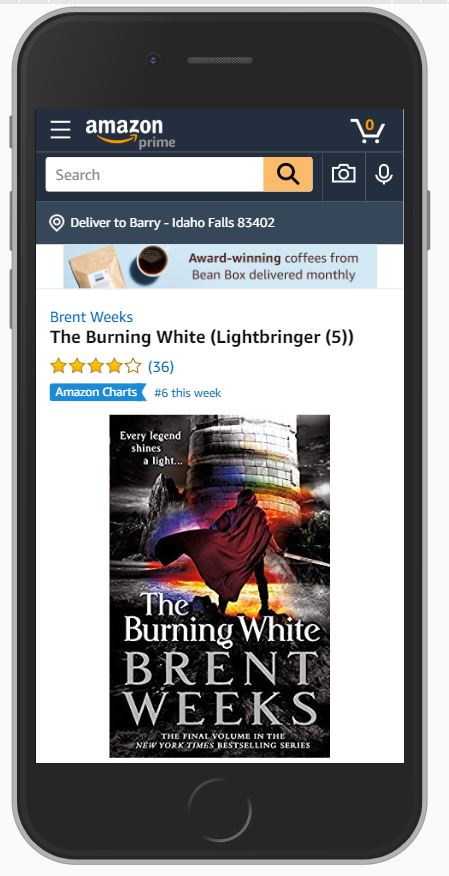 amazon
prime
0
Search
Deliver to Barry - Idaho Falls 83402
Award-winning coffees from
Bean Box delivered monthly
Brent Weeks
The Burning White (Lightbringer (5))
(36)
Amazon Charts #6 this week
Every legend
shines
a light...
The
Burning White
BRENT
WEEKS
THE FINAL VOLUME IN THE
NEW YORK TIMES BESTSELLING SERIES